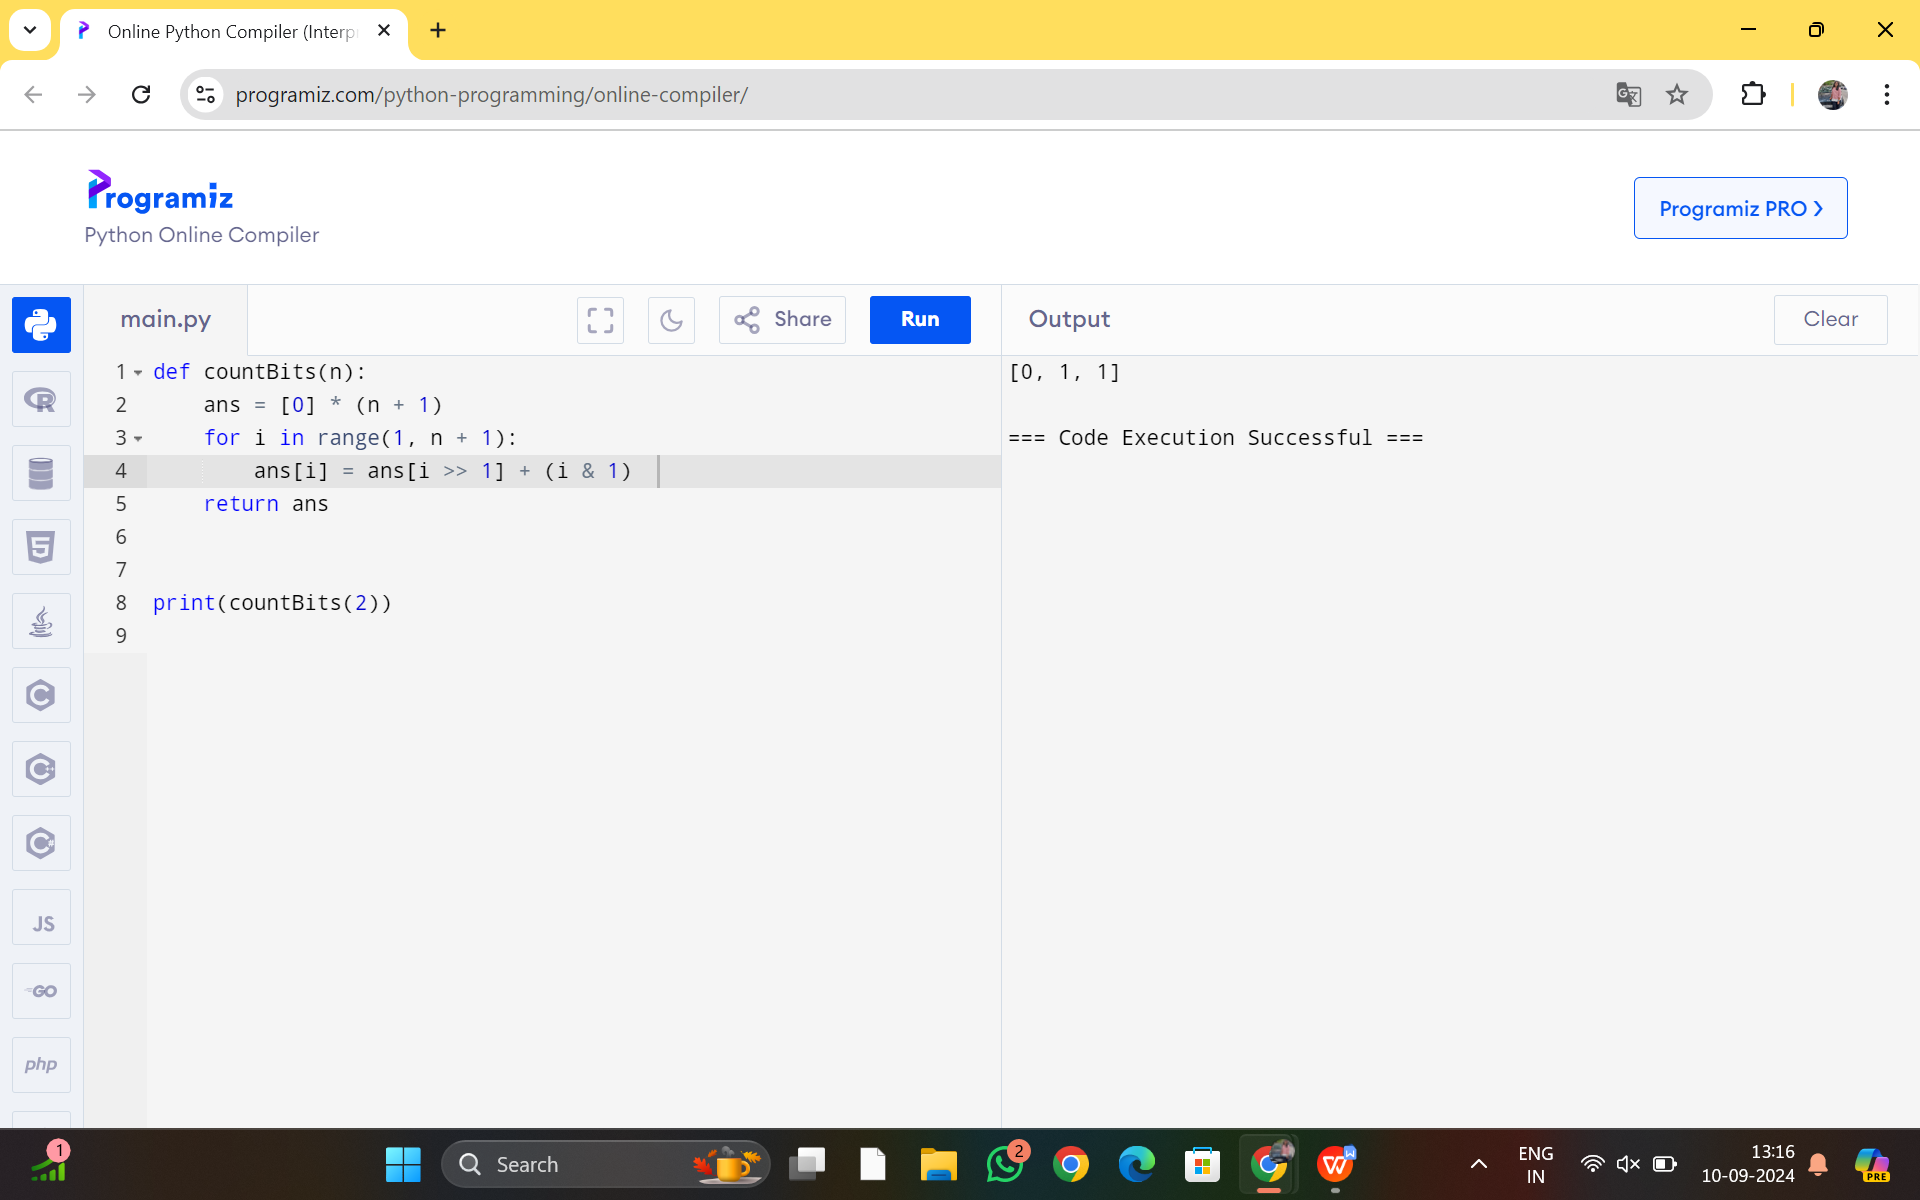 Online Python Compiler (Interp
programiz.com/python-programming/online-compiler/
Programiz
Python Online Compiler
Programiz PRO
main.py
Share
Run
Output
Clear
1 def countBits(n):
2     ans = [0] * (n + 1)
3     for i in range(1, n + 1):
4         ans[i] = ans[i >> 1] + (i & 1)
5     return ans
6
7
8 print(countBits(2))
9
[0, 1, 1]
=== Code Execution Successful ===
JS
GO
php
1
Search
2
ENG
IN
13:16
10-09-2024
PRE